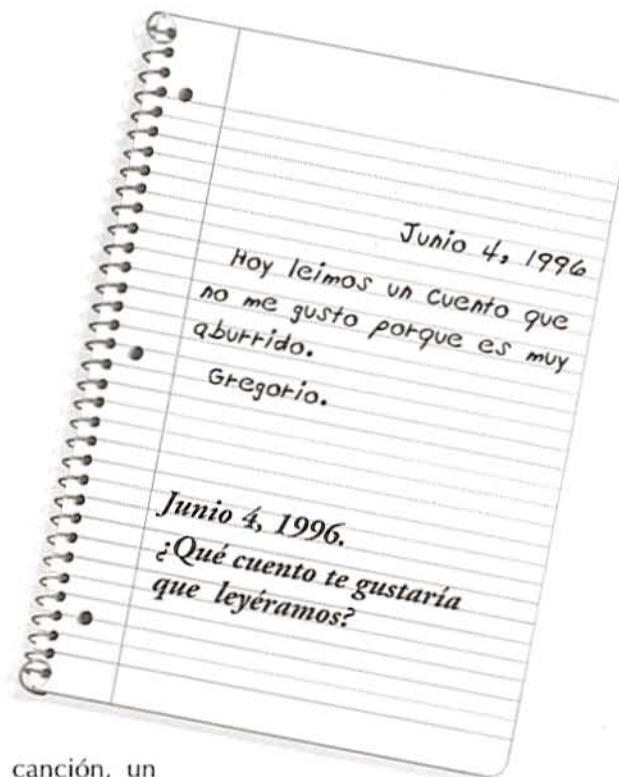 Junio 4, 1996
Hoy leimos un cuento que
no me gusto porque es muy
aburrido.
Gregorio.
Junio 4, 1996.
¿Qué cuento te gustaría
que leyéramos?
canción, un